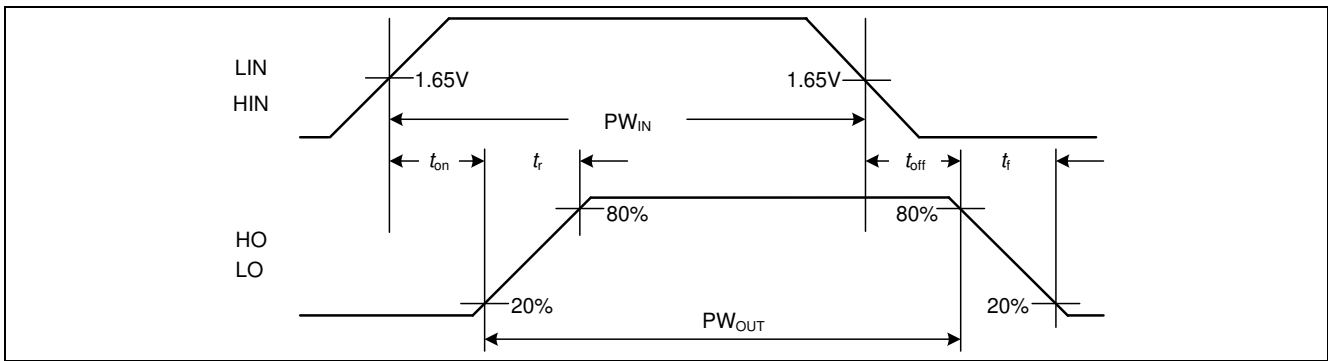 LIN
HIN
1.65V
1.65V
PW_IN
t_on
t_r
t_off
t_f
HO
LO
80%
80%
20%
20%
PW_OUT